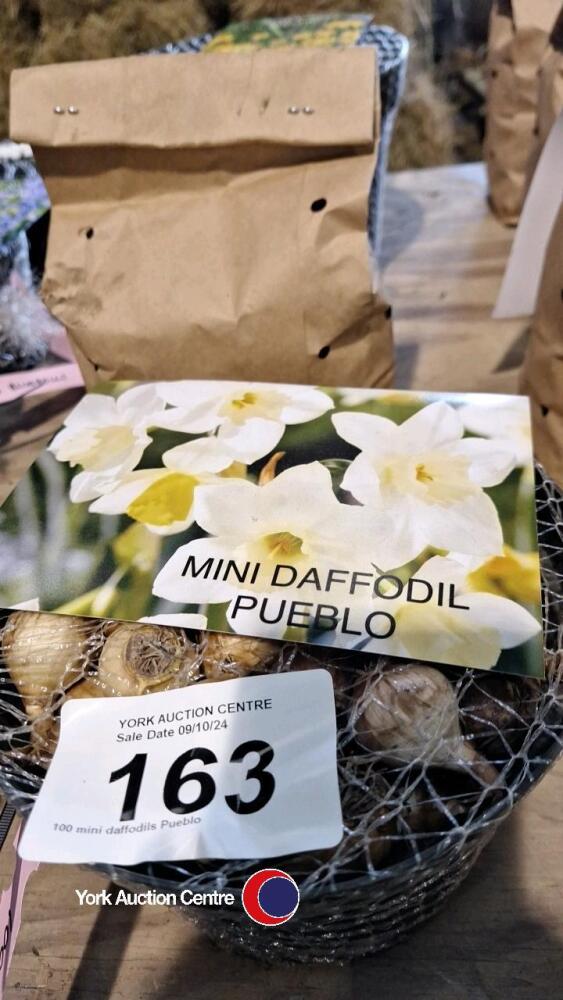 MINI DAFFODIL
PUEBLO
YORK AUCTION CENTRE
Sale Date 09/10/24
163
100 mini daffodils Pueblo
York Auction Centre